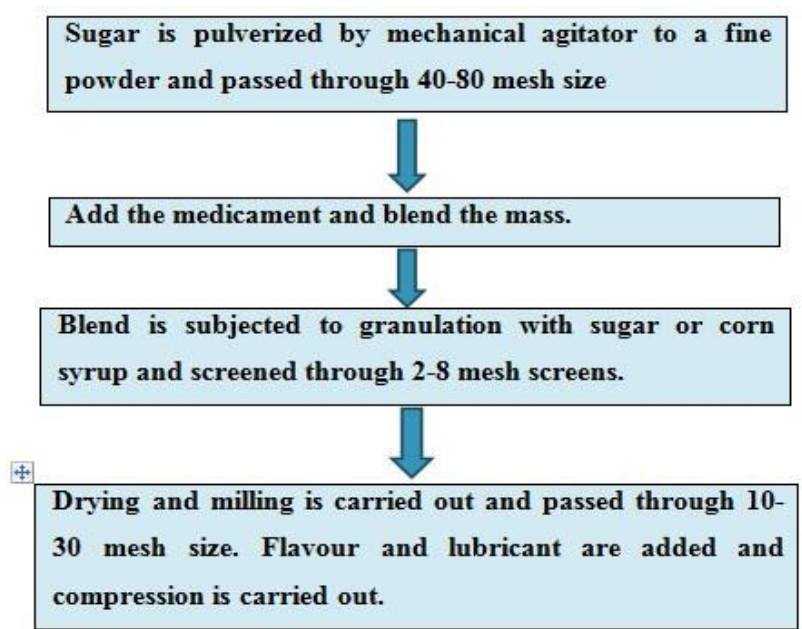 Sugar is pulverized by mechanical agitator to a fine
powder and passed through 40-80 mesh size
Add the medicament and blend the mass.
Blend is subjected to granulation with sugar or corn
syrup and screened through 2-8 mesh screens.
Drying and milling is carried out and passed through 10-
30 mesh size. Flavour and lubricant are added and
compression is carried out.